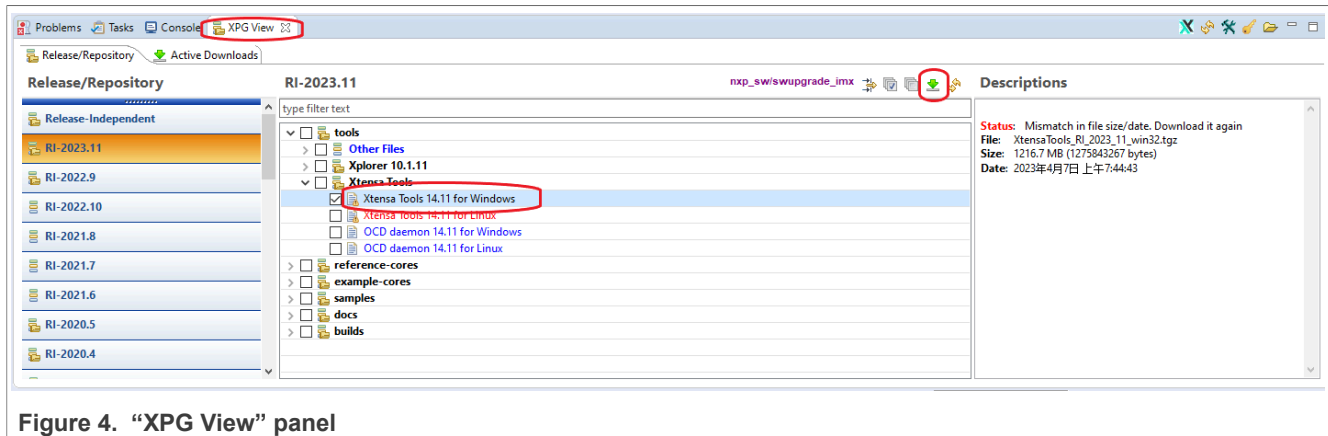 Problems Tasks Console XPG View
Release/Repository Active Downloads
Release/Repository
Release-Independent
RI-2023.11
RI-2022.9
RI-2022.10
RI-2021.8
RI-2021.7
RI-2021.6
RI-2020.5
RI-2020.4
RI-2023.11 nxp_sw/swupgrade_imx
type filter text
tools
Other Files
Xplorer 10.1.11
Xtensa Tools
Xtensa Tools 14.11 for Windows
Xtensa Tools 14.11 for Linux
OCD daemon 14.11 for Windows
OCD daemon 14.11 for Linux
reference-cores
example-cores
samples
docs
builds
Descriptions
Status: Mismatch in file size/date. Download it again
File: XtensaTools_RI_2023_11_win32.tgz
Size: 1216.7 MB (1275843267 bytes)
Date: 2023年4月7日 上午7:44:43
Figure 4. “XPG View” panel